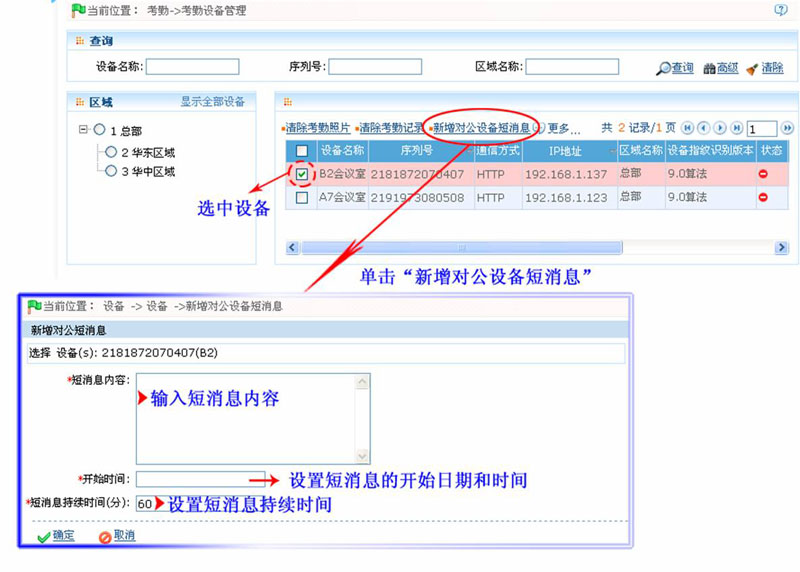 当前位置： 考勤->考勤设备管理
查询
设备名称: 序列号: 区域名称: 查询 高级 清除
区域 显示全部设备
1 总部
2 华东区域
3 华中区域
清除考勤照片 清除考勤记录 新增对公设备短消息 更多... 共 2 记录/1 页 1
设备名称 序列号 通信方式 IP地址 区域名称 设备指纹识别版本 状态
B2会议室 2181872070407 HTTP 192.168.1.137 总部 9.0算法
A7会议室 2191973080508 HTTP 192.168.1.123 总部 9.0算法
选中设备
单击“新增对公设备短消息”
当前位置： 设备 -> 设备 ->新增对公设备短消息
新增对公短消息
选择 设备(s): 2181872070407(B2)
*短消息内容:
输入短消息内容
*开始时间: 设置短消息的开始日期和时间
*短消息持续时间(分): 60 设置短消息持续时间
确定 取消